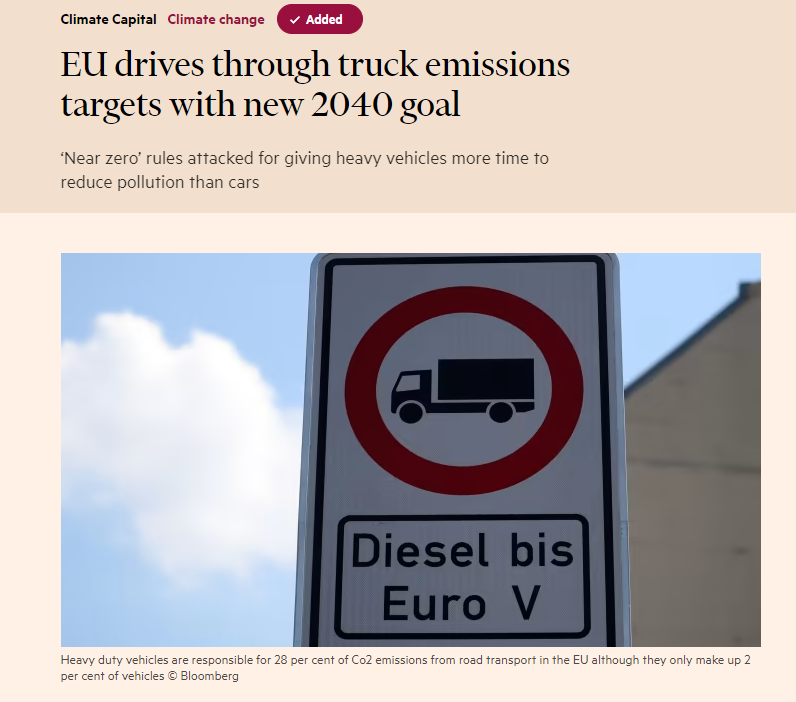 Climate Capital Climate change ✓ Added
EU drives through truck emissions
targets with new 2040 goal
‘Near zero’ rules attacked for giving heavy vehicles more time to
reduce pollution than cars
Diesel bis
Euro V
Heavy duty vehicles are responsible for 28 per cent of Co2 emissions from road transport in the EU although they only make up 2
per cent of vehicles © Bloomberg